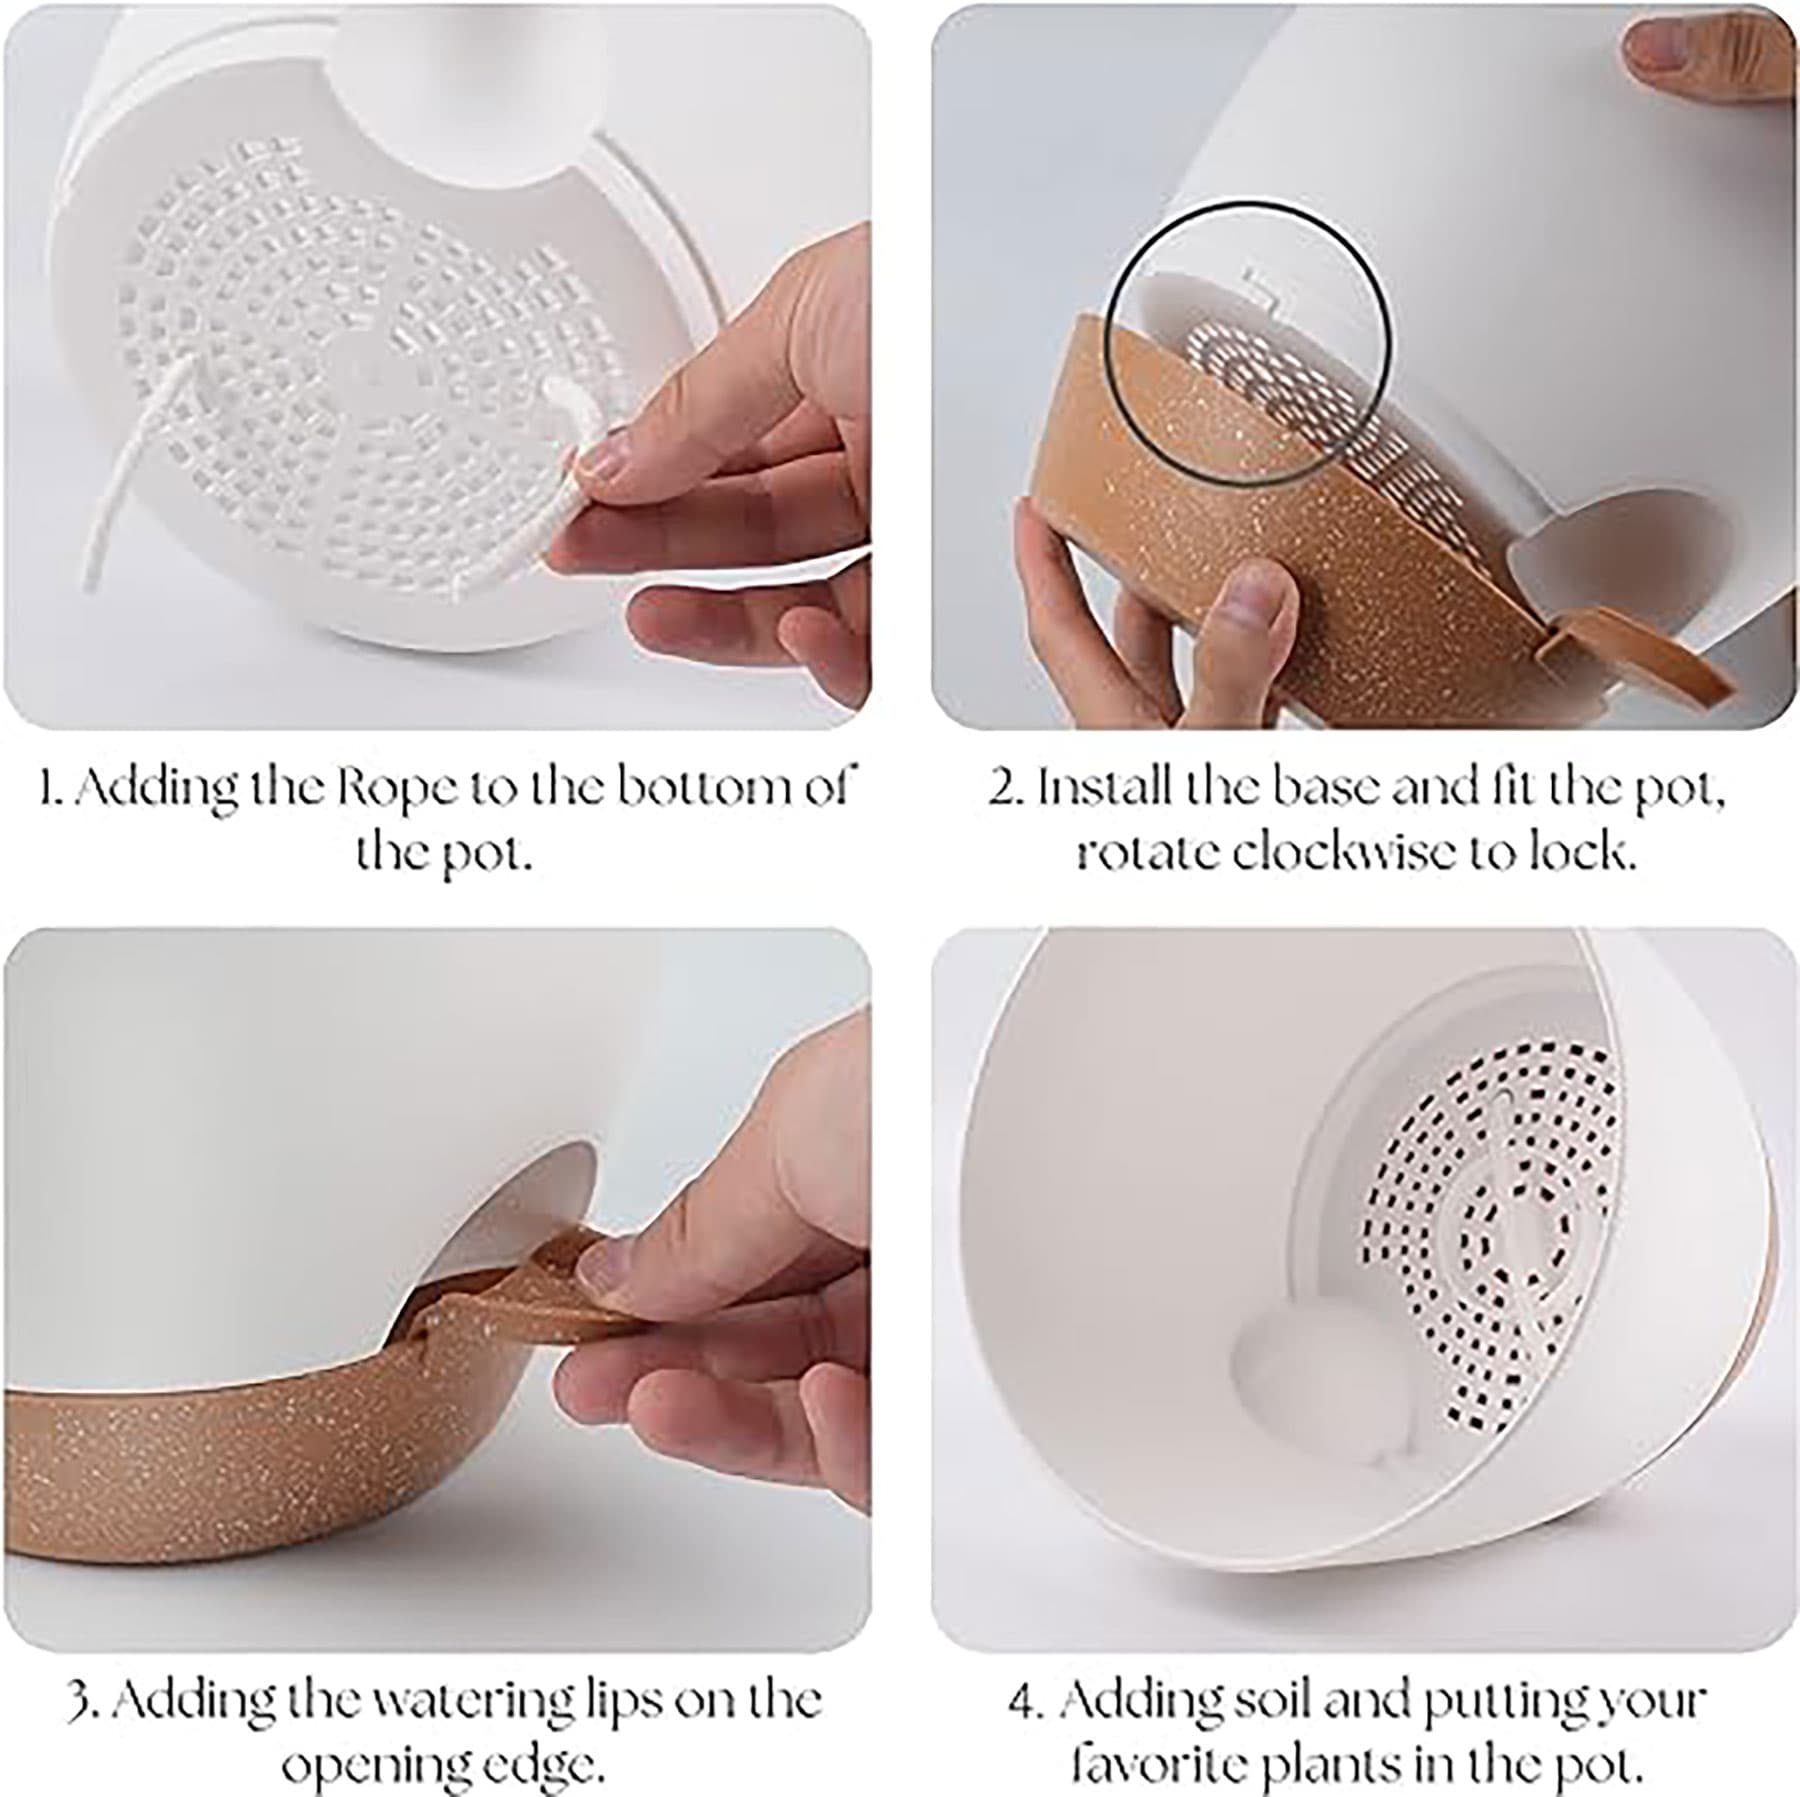 1. Adding the Rope to the bottom of
the pot.
2. Install the base and fit the pot,
rotate clockwise to lock.
3. Adding the watering lips on the
opening edge.
4. Adding soil and putting your
favorite plants in the pot.